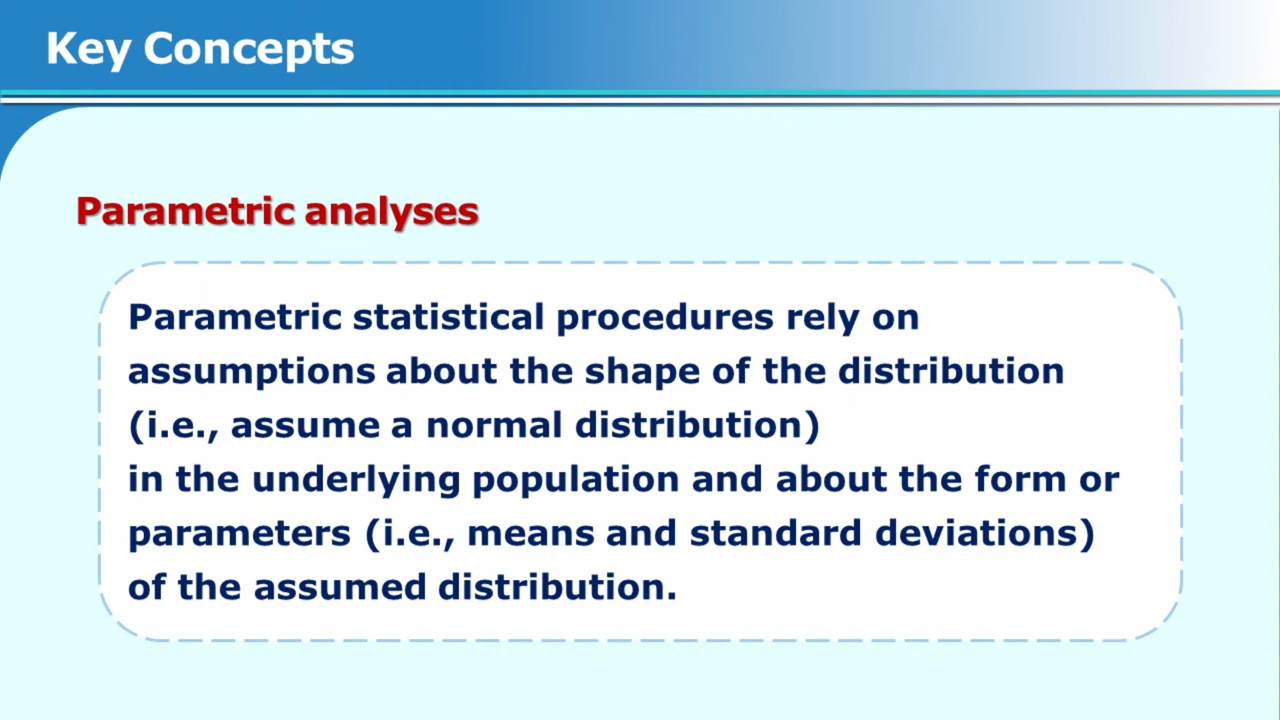 Key Concepts
Parametric analyses
Parametric statistical procedures rely on
assumptions about the shape of the distribution
(i.e., assume a normal distribution)
in the underlying population and about the form or
parameters (i.e., means and standard deviations)
of the assumed distribution.